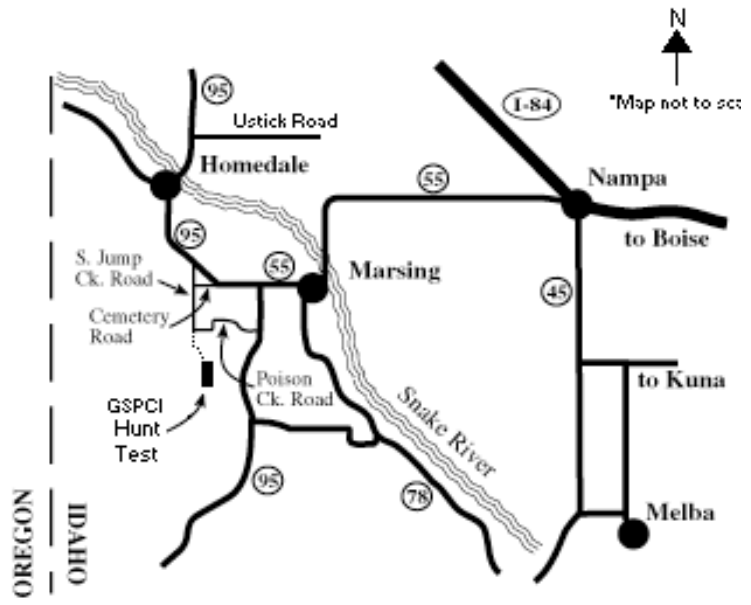 N
95
I-84
"Map not to sca
Ustick Road
Homedale
55
Nampa
to Boise
95
S. Jump
Ck. Road
55
Marsing
45
Cemetery
Road
to Kuna
Poison
Ck. Road
GSPCI
Hunt
Test
Snake River
95
78
Melba
OREGON
IDAHO